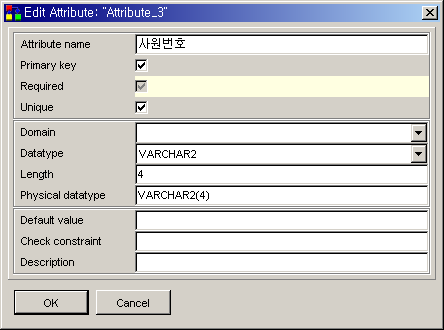 Edit Attribute: "Attribute_3"
Attribute name 사원번호
Primary key
Required
Unique
Domain
Datatype VARCHAR2
Length 4
Physical datatype VARCHAR2(4)
Default value
Check constraint
Description
OK Cancel